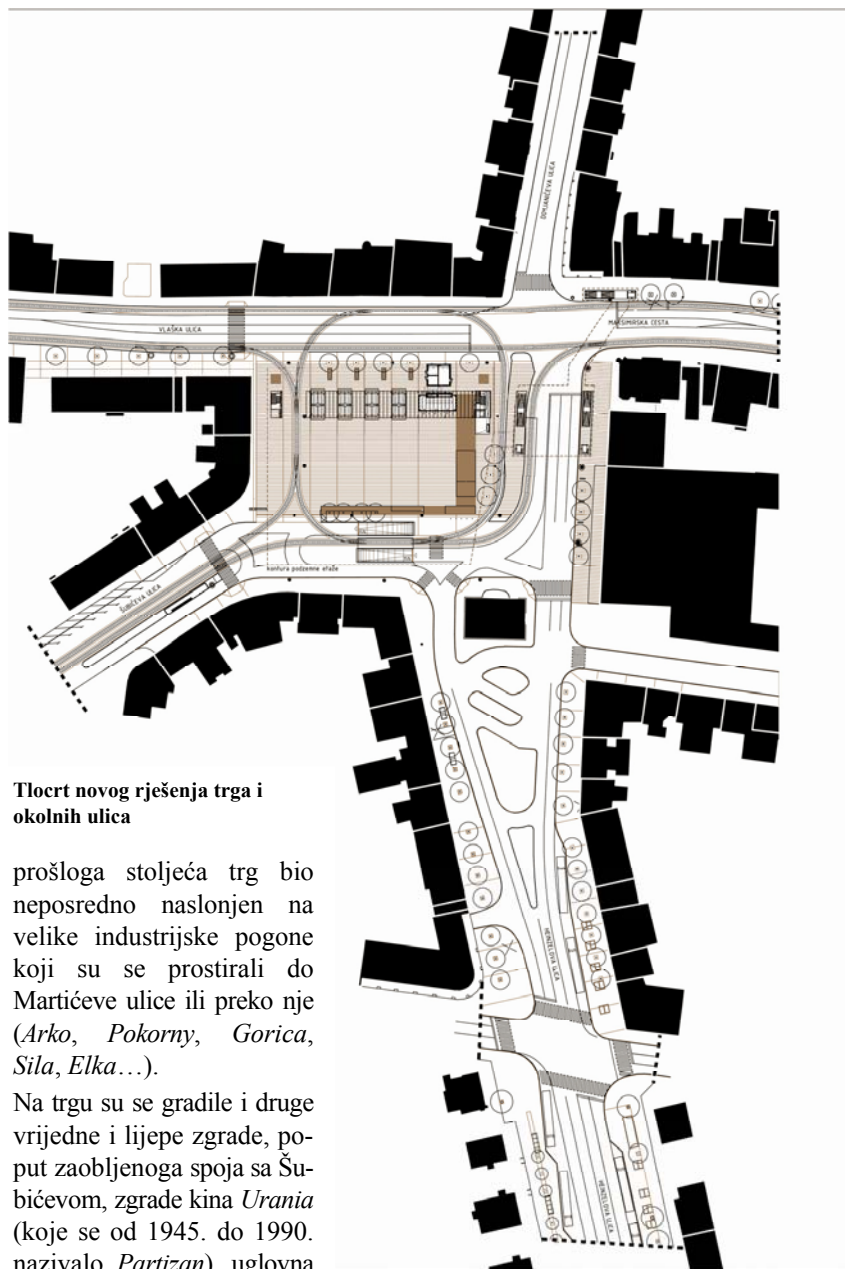 DOMJANIĆEVA ULICA
VLAŠKA ULICA
MAKSIMIRSKA CESTA
kontura podzemne etaže
ŠUBIĆEVA ULICA
HEINZELOVA ULICA
HEINZELOVA ULICA
Tlocrt novog rješenja trga i
okolnih ulica
prošloga stoljeća trg bio
neposredno naslonjen na
velike industrijske pogone
koji su se prostirali do
Martićeve ulice ili preko nje
(Arko, Pokorny, Gorica,
Sila, Elka…).
Na trgu su se gradile i druge
vrijedne i lijepe zgrade, po-
put zaobljenoga spoja sa Šu-
bićevom, zgrade kina Urania
(koje se od 1945. do 1990.
nazivalo Partizan), uglovna